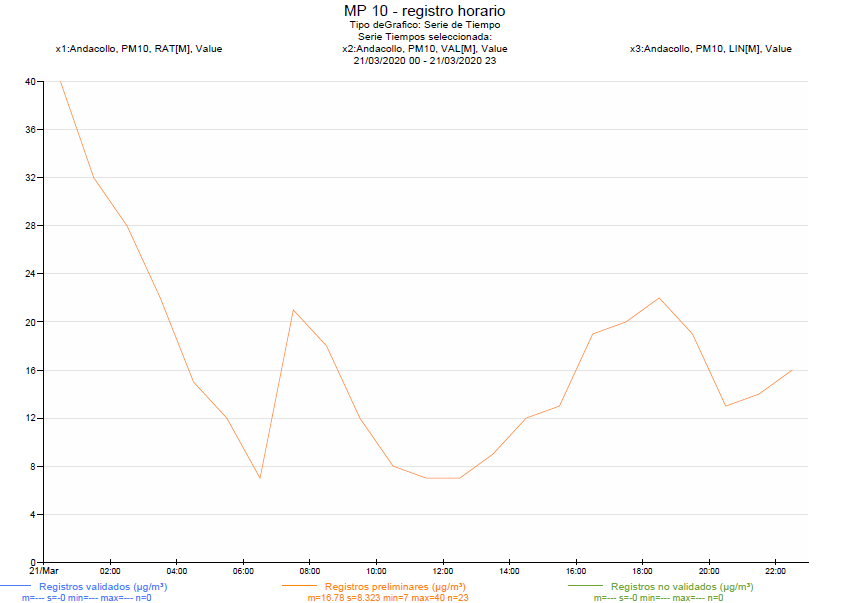 MP 10 - registro horario
Tipo deGrafico: Serie de Tiempo
Serie Tiempos seleccionada:
x1:Andacollo, PM10, RAT[M], Value x2:Andacollo, PM10, VAL[M], Value x3:Andacollo, PM10, LIN[M], Value
21/03/2020 00 - 21/03/2020 23
40
36
32
28
24
20
16
12
8
4
0
21/Mar 02:00 04:00 06:00 08:00 10:00 12:00 14:00 16:00 18:00 20:00 22:00
Registros validados (µg/m³) Registros preliminares (µg/m³) Registros no validados (µg/m³)
m=--- s=-0 min=--- max=--- n=0 m=16.78 s=8.323 min=7 max=40 n=23 m=--- s=-0 min=--- max=--- n=0